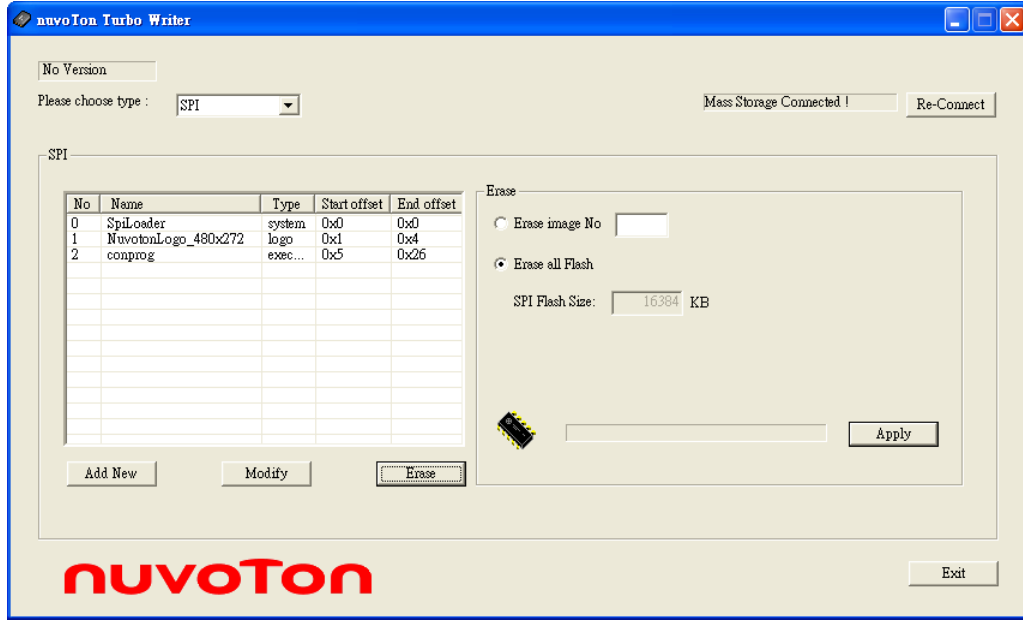 nuvoTon Turbo Writer
No Version
Please choose type :
SPI
Mass Storage Connected !
Re-Connect
SPI
No Name Type Start offset End offset
0 SpiLoader system 0x0 0x0
1 NuvotonLogo_480x272 logo 0x1 0x4
2 conprog exec... 0x5 0x26
Add New
Modify
Erase
Erase
Erase image No
Erase all Flash
SPI Flash Size: 16384 KB
Apply
nuvoTon
Exit